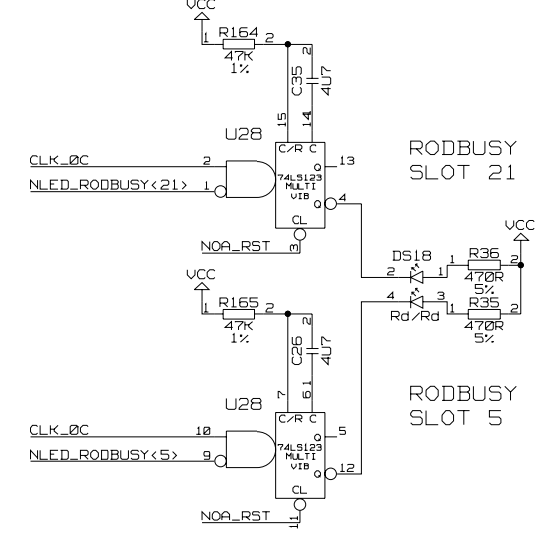 VCC
R164
1 2
47K
1%
2
C35
4U7
15
14
U28
C/R C
CLK_0C 2
Q 13
74LS123
MULTI
VIB
NLED_RODBUSY<21> 1
Q 4
CL
NOA_RST 3
RODBUSY
SLOT 21
VCC
DS18
R36
2 1 1 2
470R
5%
4 3
R35
1 2
Rd/Rd
470R
5%
VCC
R165
1 2
47K
1%
2
C26
4U7
7
6 1
U28
C/R C
CLK_0C 10
Q 5
74LS123
MULTI
VIB
NLED_RODBUSY<5> 9
Q 12
CL
NOA_RST 11
RODBUSY
SLOT 5